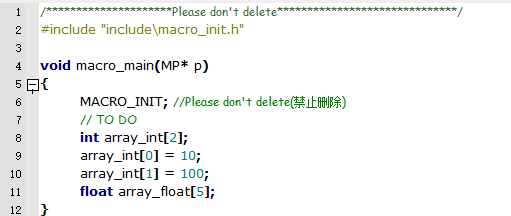 1 /*********************Please don't delete******************************/
2 #include "include\macro_init.h"
3
4 void macro_main(MP* p)
5 {
6 MACRO_INIT; //Please don't delete(禁止删除)
7 // TO DO
8 int array_int[2];
9 array_int[0] = 10;
10 array_int[1] = 100;
11 float array_float[5];
12 }